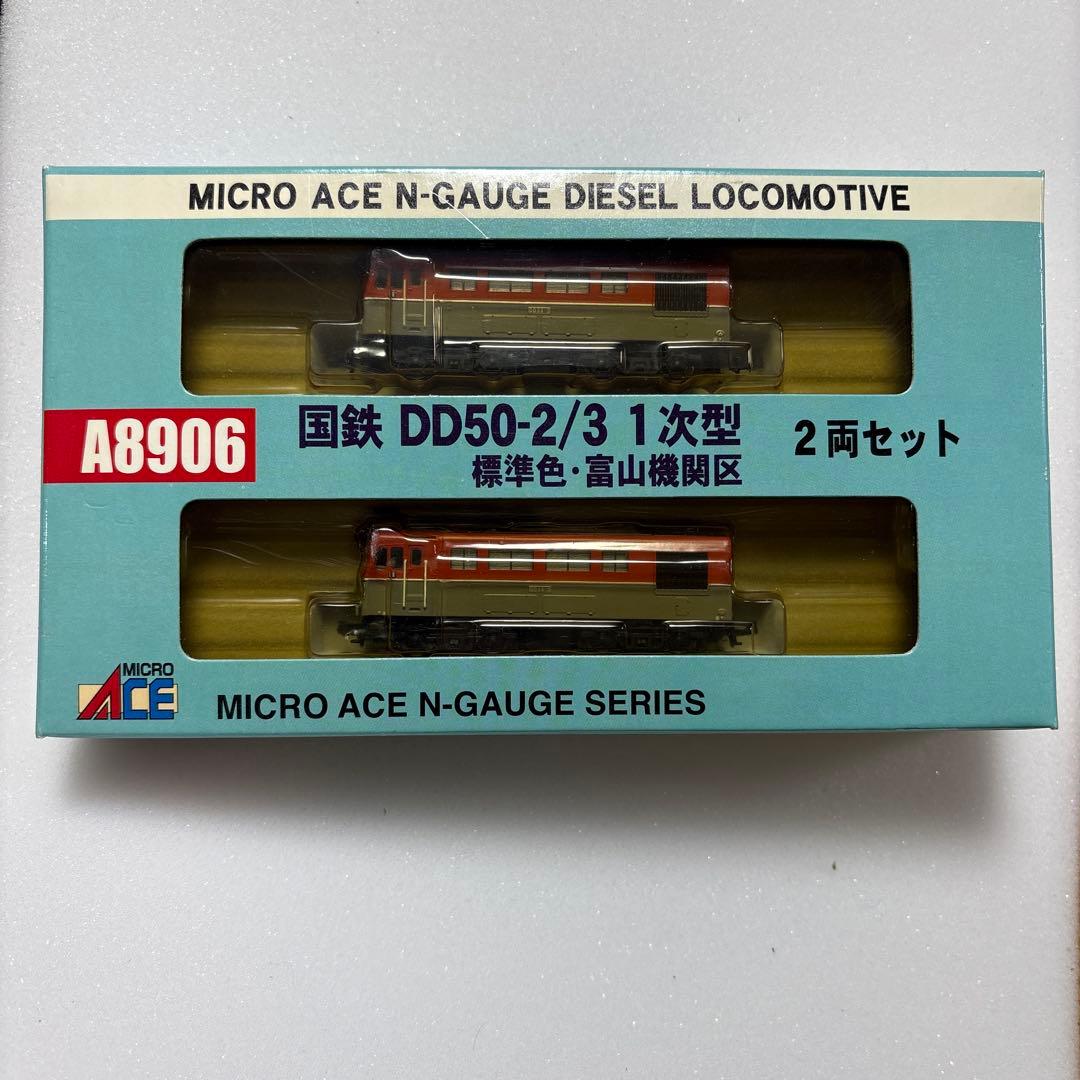 MICRO ACE N-GAUGE DIESEL LOCOMOTIVE
A8906
国鉄 DD50-2/3 1次型
標準色・富山機関区
2両セット
MICRO
ACE
MICRO ACE N-GAUGE SERIES